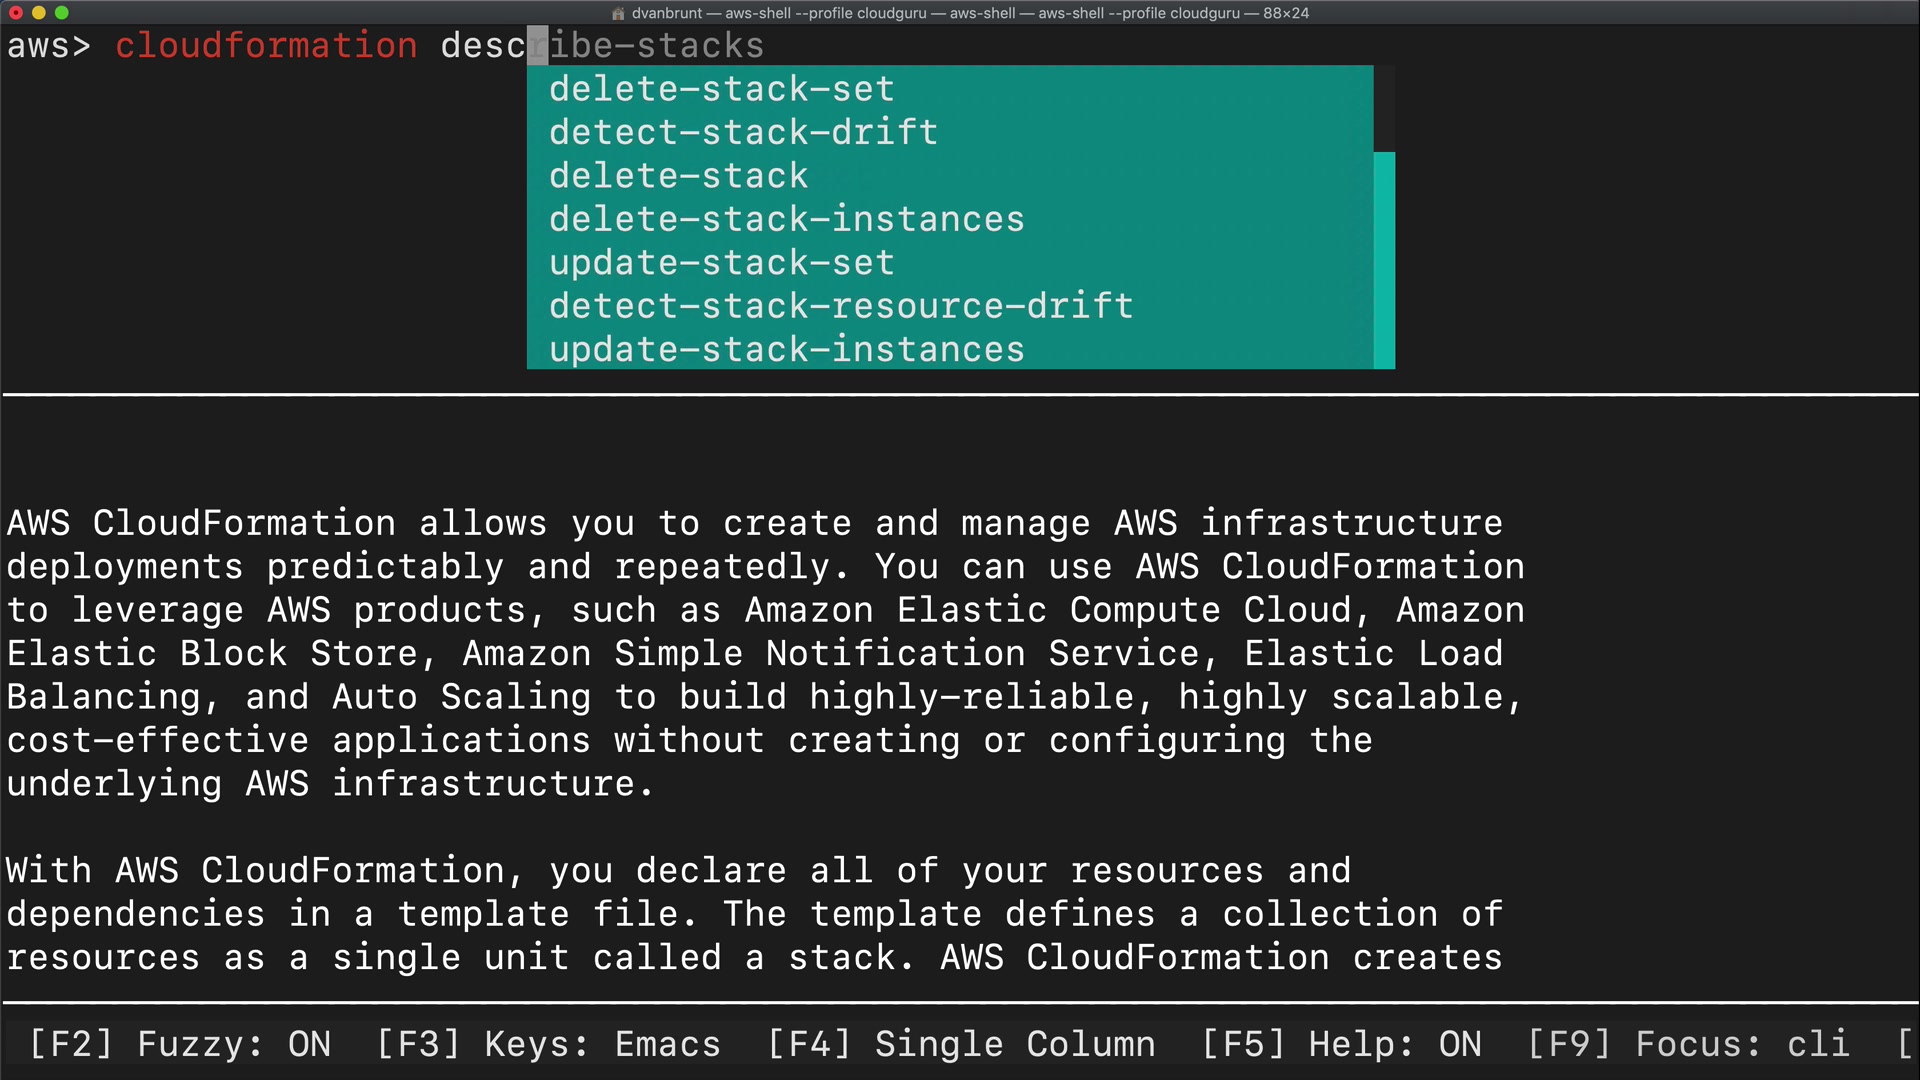 dvanbrunt — aws-shell --profile cloudguru — aws-shell — aws-shell --profile cloudguru — 88×24
aws> cloudformation describe-stacks
delete-stack-set
detect-stack-drift
delete-stack
delete-stack-instances
update-stack-set
detect-stack-resource-drift
update-stack-instances
AWS CloudFormation allows you to create and manage AWS infrastructure
deployments predictably and repeatedly. You can use AWS CloudFormation
to leverage AWS products, such as Amazon Elastic Compute Cloud, Amazon
Elastic Block Store, Amazon Simple Notification Service, Elastic Load
Balancing, and Auto Scaling to build highly-reliable, highly scalable,
cost-effective applications without creating or configuring the
underlying AWS infrastructure.
With AWS CloudFormation, you declare all of your resources and
dependencies in a template file. The template defines a collection of
resources as a single unit called a stack. AWS CloudFormation creates
[F2] Fuzzy: ON [F3] Keys: Emacs [F4] Single Column [F5] Help: ON [F9] Focus: cli [